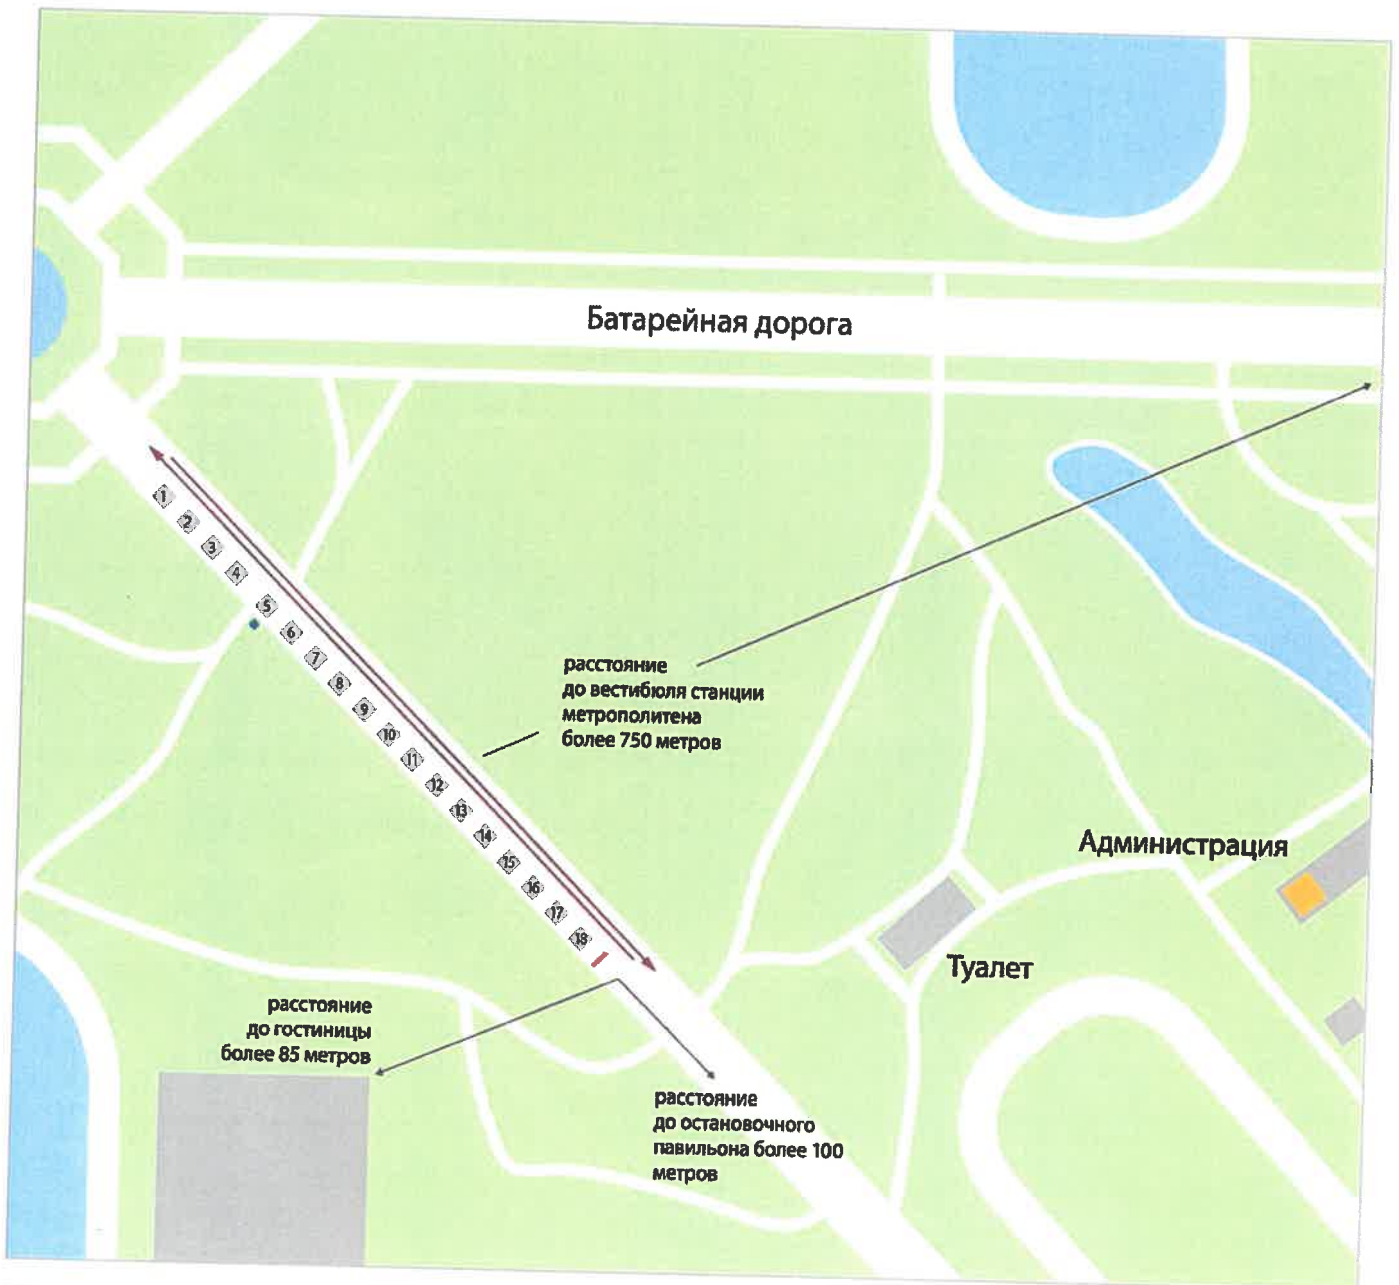 Батарейная дорога
1
2
3
4
5
6
7
8
9
10
11
12
13
14
15
16
17
18
расстояние
до вестибюля станции
метрополитена
более 750 метров
Администрация
Туалет
расстояние
до гостиницы
более 85 метров
расстояние
до остановочного
павильона более 100
метров